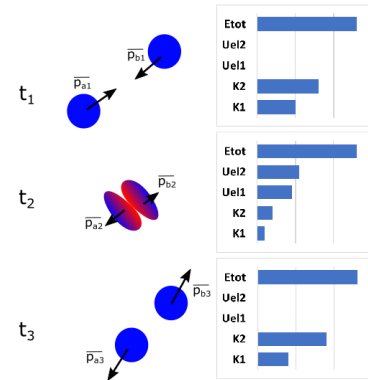 t1
pa1
pb1
Etot
Uel2
Uel1
K2
K1
t2
pa2
pb2
Etot
Uel2
Uel1
K2
K1
t3
pa3
pb3
Etot
Uel2
Uel1
K2
K1